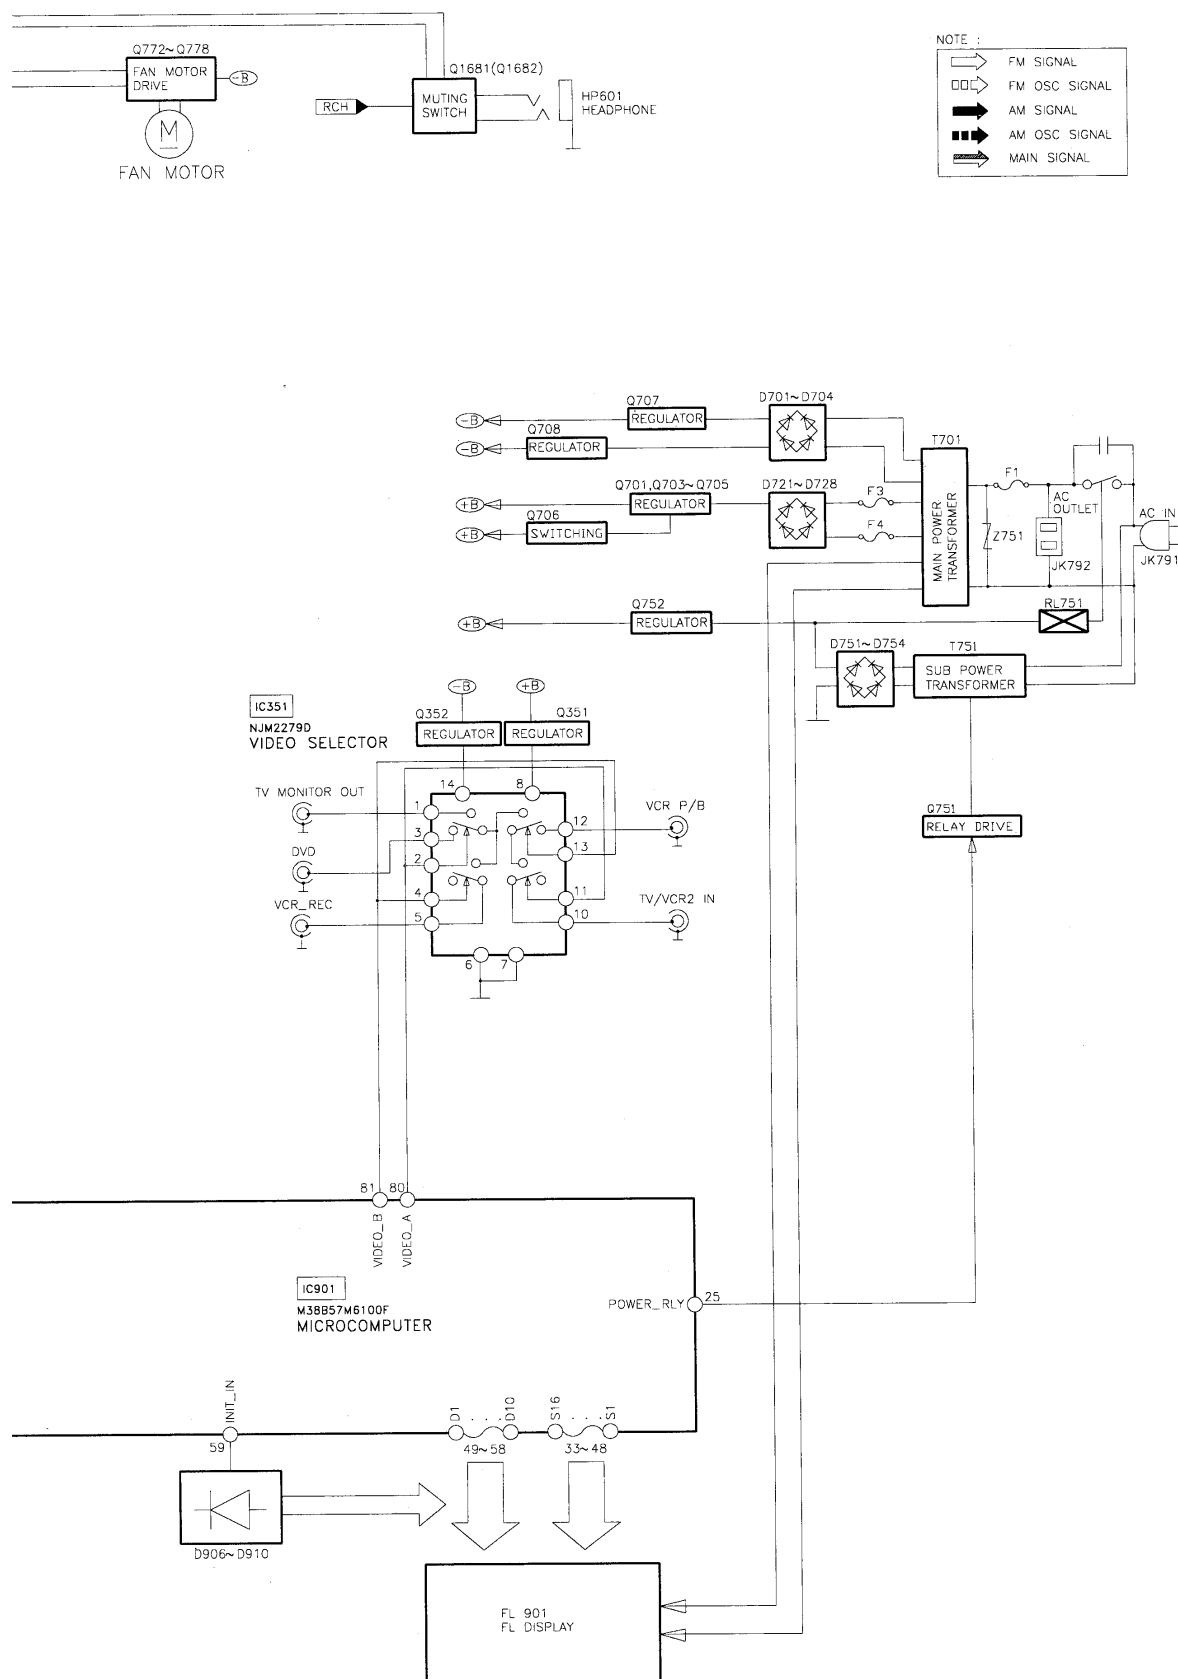 NOTE :
FM SIGNAL
FM OSC SIGNAL
AM SIGNAL
AM OSC SIGNAL
MAIN SIGNAL
Q772~Q778
FAN MOTOR
DRIVE
-B
M
FAN MOTOR
RCH
Q1681(Q1682)
MUTING
SWITCH
HP601
HEADPHONE
-B
Q707
REGULATOR
D701~D704
-B
Q708
REGULATOR
T701
MAIN POWER
TRANSFORMER
F1
+B
Q701,Q703~Q705
REGULATOR
D721~D728
F3
F4
+B
Q706
SWITCHING
Z751
AC
OUTLET
JK792
AC IN
JK791
+B
Q752
REGULATOR
RL751
D751~D754
T751
SUB POWER
TRANSFORMER
IC351
NJM2279D
VIDEO SELECTOR
-B
+B
Q352
REGULATOR
Q351
REGULATOR
14
8
TV MONITOR OUT
1
3
DVD
2
4
VCR_REC
5
6
7
12
VCR P/B
13
11
TV/VCR2 IN
10
Q751
RELAY DRIVE
81
80
VIDEO_B
VIDEO_A
IC901
M38B57M6100F
MICROCOMPUTER
POWER_RLY
25
INIT_IN
59
D1
. . .
D10
S16
. . .
S1
49~58
33~48
D906~D910
FL 901
FL DISPLAY